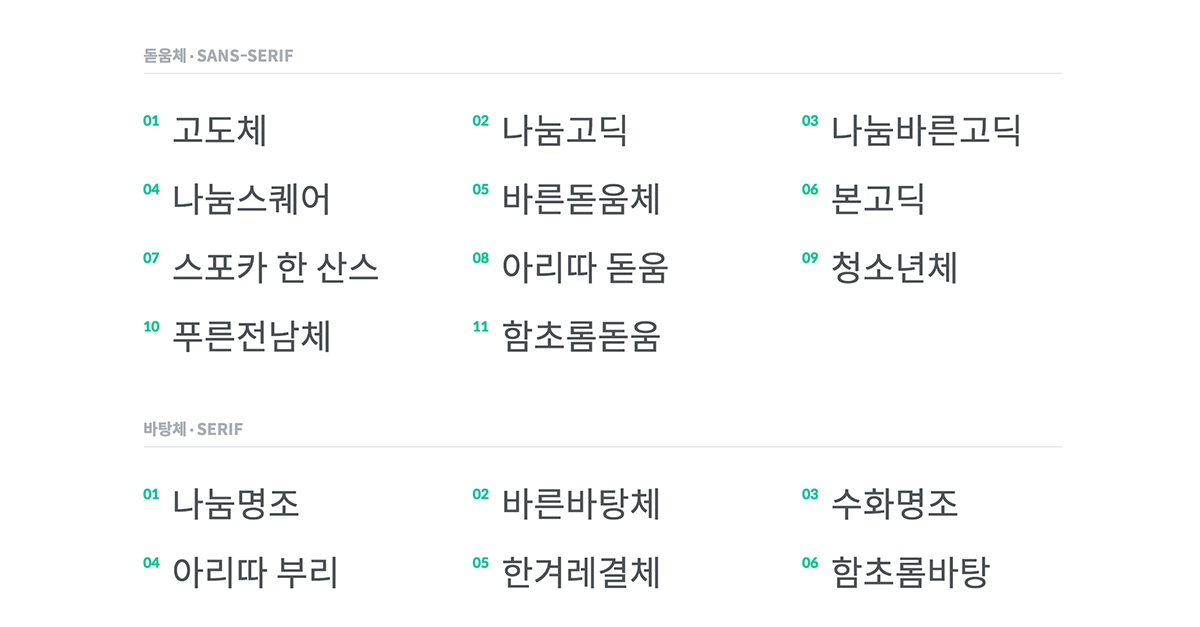 돋움체 · SANS-SERIF
01 고도체 02 나눔고딕 03 나눔바른고딕
04 나눔스퀘어 05 바른돋움체 06 본고딕
07 스포카 한 산스 08 아리따 돋움 09 청소년체
10 푸른전남체 11 함초롬돋움
바탕체 · SERIF
01 나눔명조 02 바른바탕체 03 수화명조
04 아리따 부리 05 한겨레결체 06 함초롬바탕